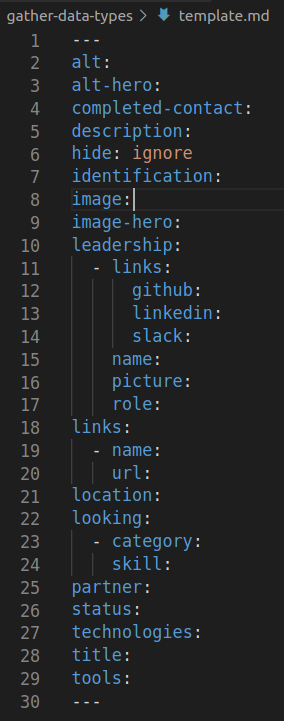 gather-data-types > template.md
1 ---
2 alt:
3 alt-hero:
4 completed-contact:
5 description:
6 hide: ignore
7 identification:
8 image:
9 image-hero:
10 leadership:
11   - links:
12       github:
13       linkedin:
14       slack:
15     name:
16     picture:
17     role:
18 links:
19   - name:
20     url:
21 location:
22 looking:
23   - category:
24     skill:
25 partner:
26 status:
27 technologies:
28 title:
29 tools:
30 ---